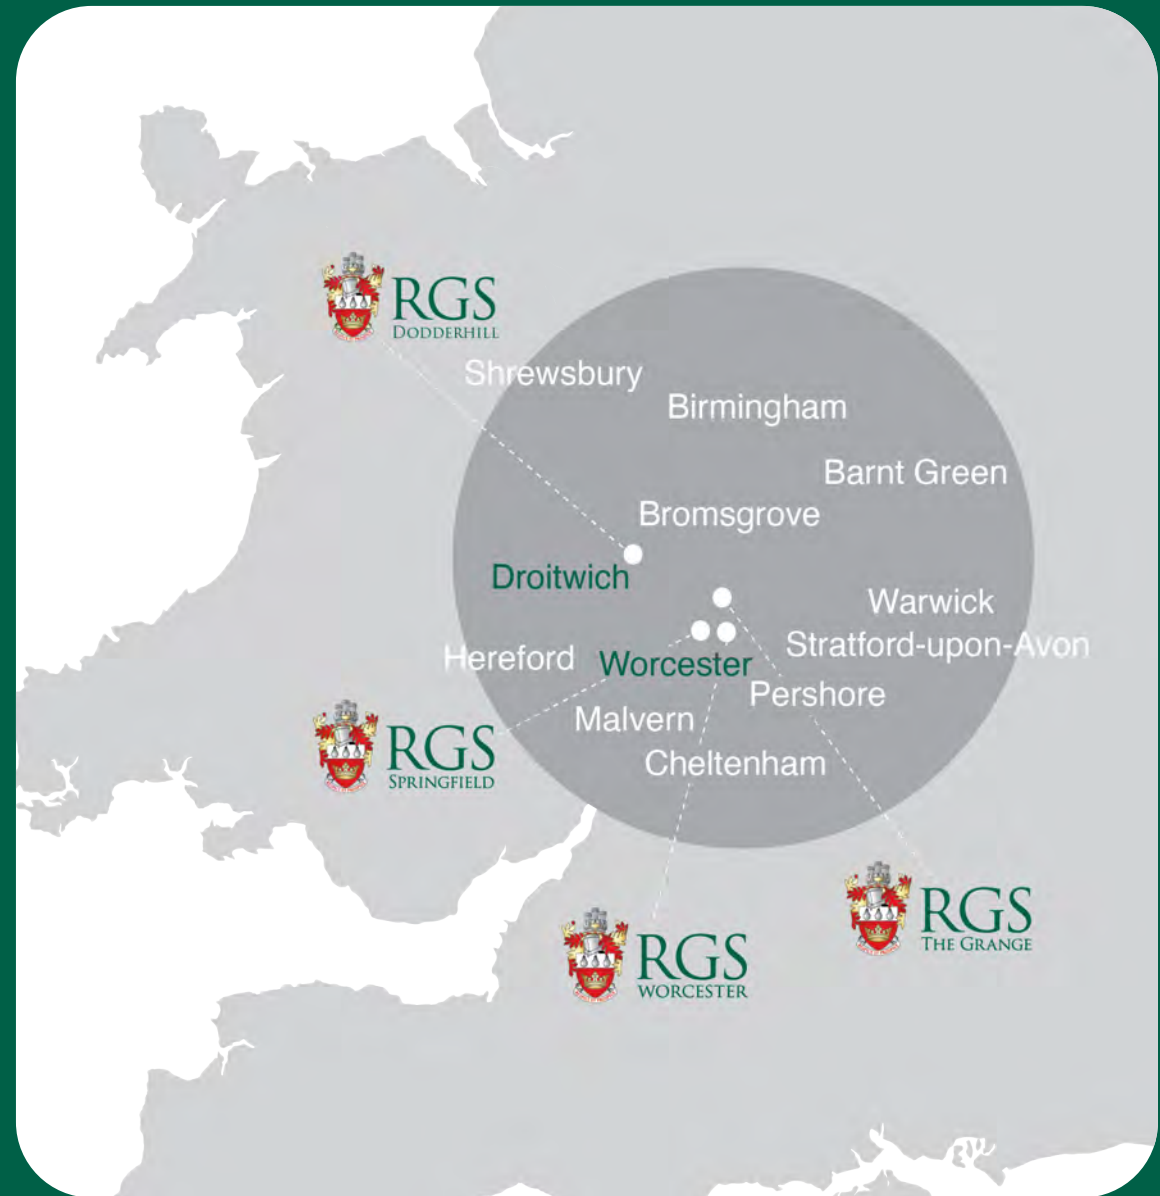 RGS
DODDERHILL
Shrewsbury
Birmingham
Barnt Green
Bromsgrove
Droitwich
Warwick
Stratford-upon-Avon
Hereford
Worcester
Pershore
Malvern
RGS
SPRINGFIELD
Cheltenham
RGS
THE GRANGE
RGS
WORCESTER